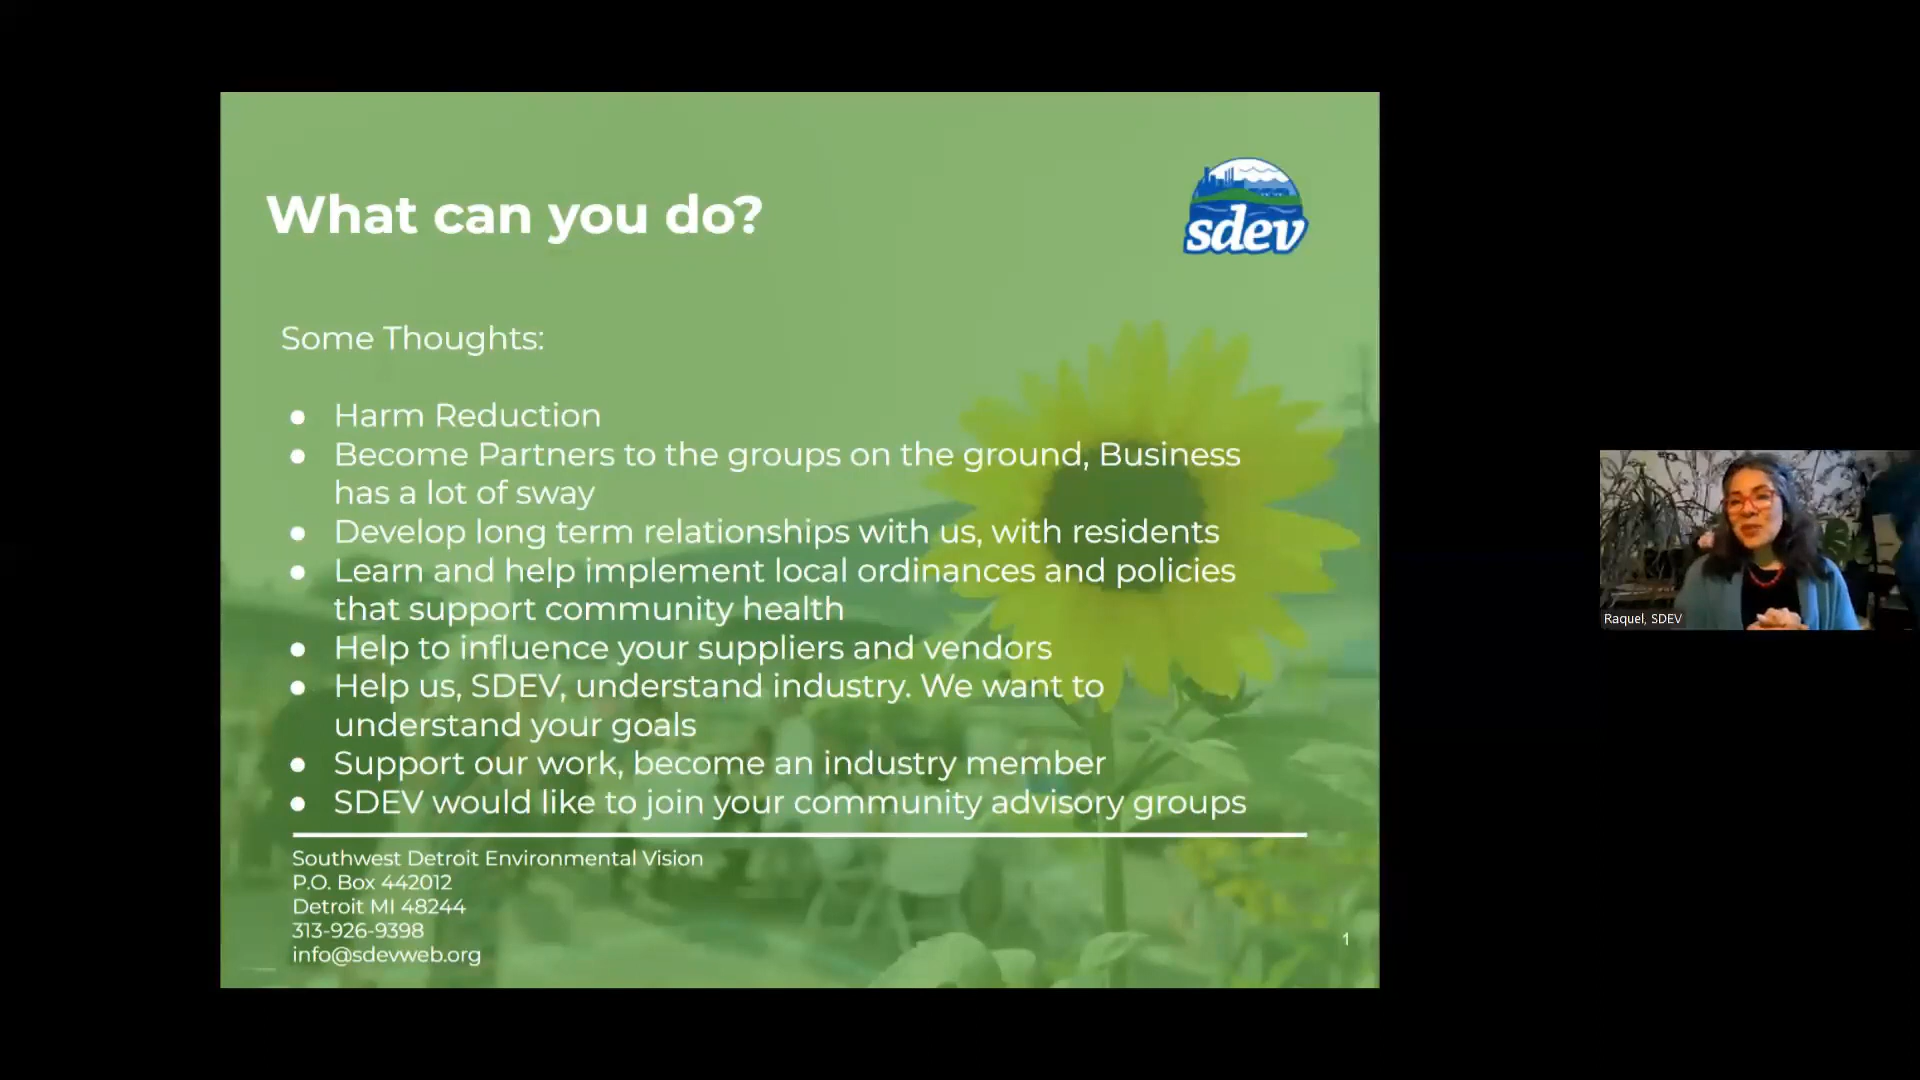 What can you do?
sdev
Some Thoughts:
● Harm Reduction
● Become Partners to the groups on the ground, Business
has a lot of sway
● Develop long term relationships with us, with residents
● Learn and help implement local ordinances and policies
that support community health
● Help to influence your suppliers and vendors
● Help us, SDEV, understand industry. We want to
understand your goals
● Support our work, become an industry member
● SDEV would like to join your community advisory groups
Southwest Detroit Environmental Vision
P.O. Box 442012
Detroit MI 48244
313-926-9398
info@sdevweb.org
1
Raquel, SDEV